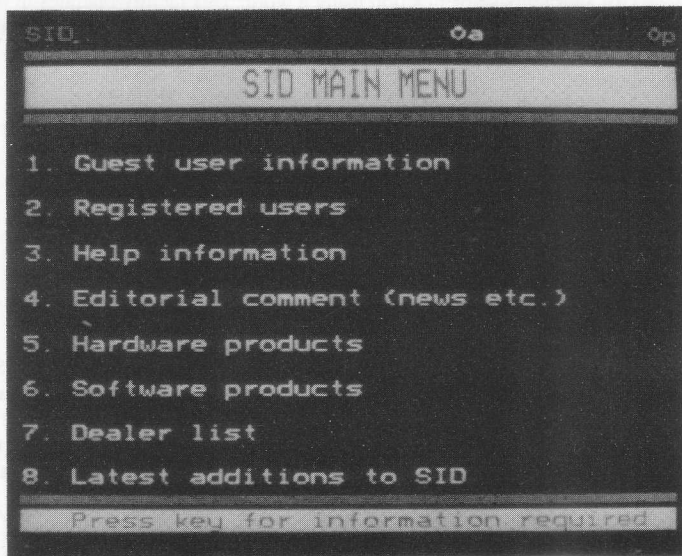 SID. 0a 0p
SID MAIN MENU
1. Guest user information
2. Registered users
3. Help information
4. Editorial comment (news etc.)
5. Hardware products
6. Software products
7. Dealer list
8. Latest additions to SID
Press key for information required